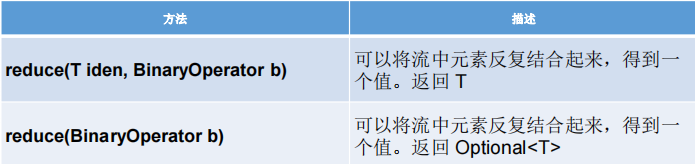 方法
描述
reduce(T iden, BinaryOperator b)
可以将流中元素反复结合起来，得到一
个值。返回 T
reduce(BinaryOperator b)
可以将流中元素反复结合起来，得到一
个值。返回 Optional<T>